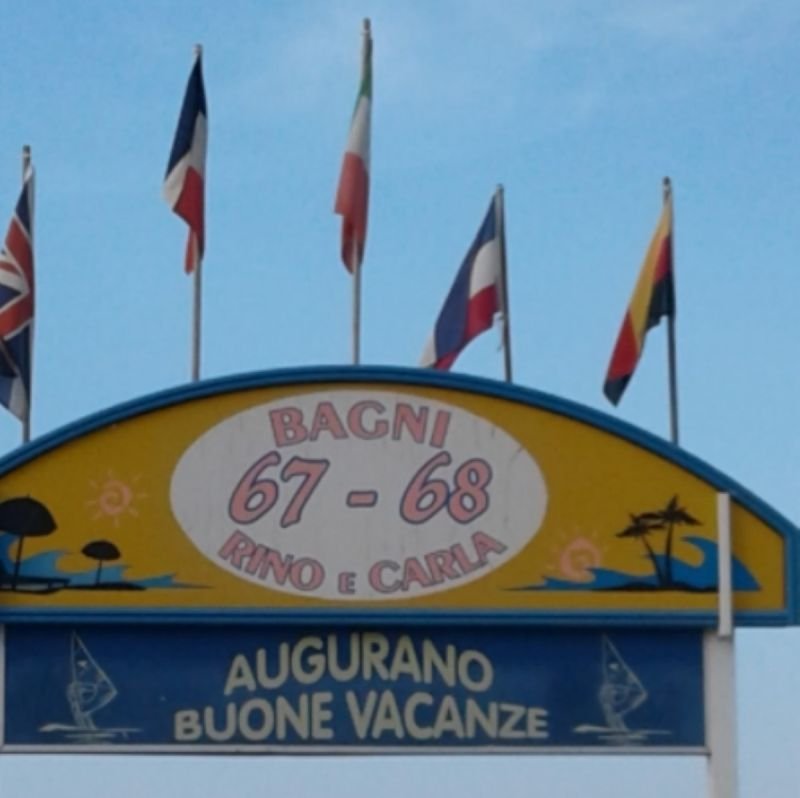 BAGNI
67 - 68
RINO E CARLA
AUGURANO
BUONE VACANZE